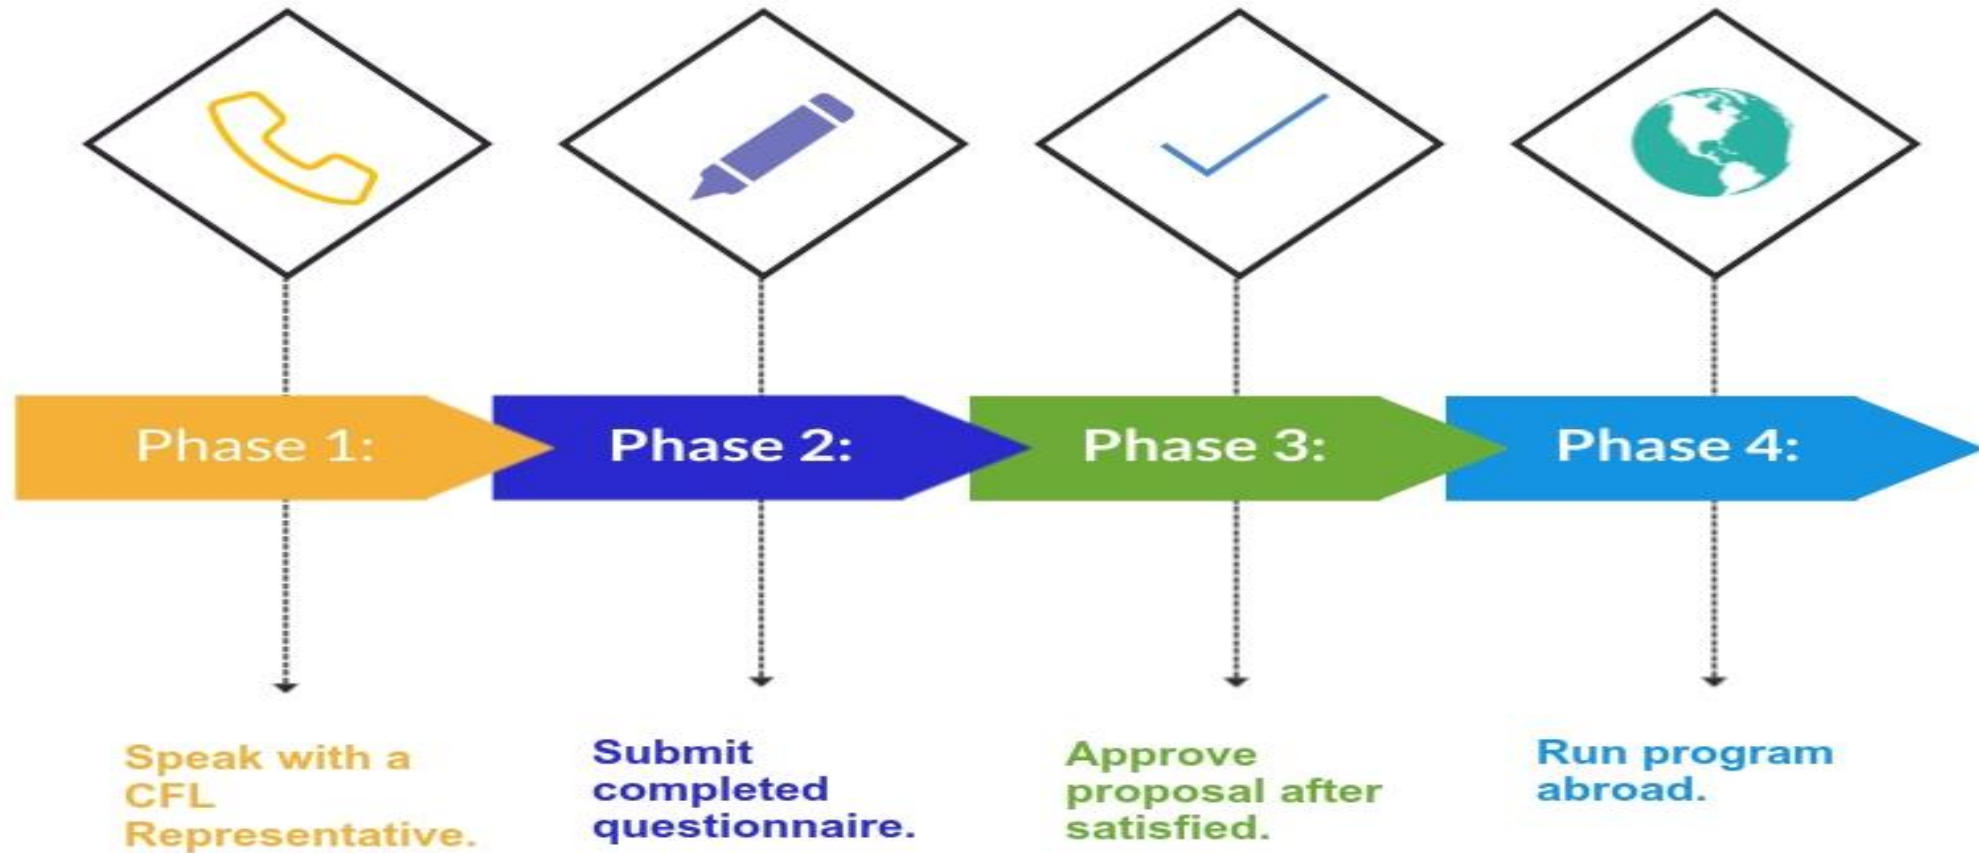 Phase 1:
Phase 2:
Phase 3:
Phase 4:
Speak with a
CFL
Representative.
Submit
completed
questionnaire.
Approve
proposal after
satisfied.
Run program
abroad.